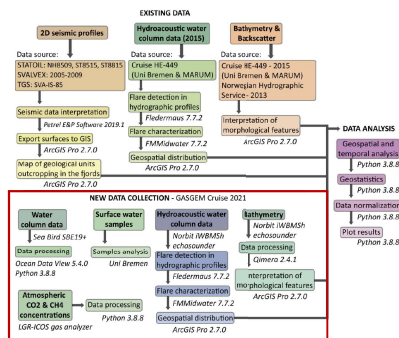 EXISTING DATA
2D seismic profiles
Data source:
STATOIL: NH8509, ST8515, ST8815
SVALVEX: 2005-2009
TGS: SVA-IS-85
Seismic data interpretation
Petrel E&P Software 2019.1
Export surfaces to GIS
ArcGIS Pro 2.7.0
Map of geological units
outcropping in the fjords
ArcGIS Pro 2.7.0
Hydroacoustic water
column data (2015)
Data source:
Cruise HE-449
(Uni Bremen & MARUM)
Flare detection in
hydrographic profiles
Fledermaus 7.7.2
Flare characterization
FMMidwater 7.7.2
Geospatial distribution
ArcGIS Pro 2.7.0
Bathymetry &
Backscatter
Data source:
Cruise HE-449 - 2015
(Uni Bremen & MARUM)
Norwegian Hydrographic
Service- 2013
Interpretation of
morphological features
ArcGIS Pro 2.7.0
DATA ANALYSIS
Geospatial and
temporal analysis
Python 3.8.8
Geostatistics
Python 3.8.8
Data normalization
Python 3.8.8
Plot results
Python 3.8.8
NEW DATA COLLECTION - GASGEM Cruise 2021
Water
column data
Sea Bird SBE19+
Data processing
Ocean Data View 5.4.0
Python 3.8.8
Surface water
samples
Samples analysis
Uni Bremen
Atmospheric
CO2 & CH4
concentrations
LGR-ICOS gas analyzer
Data processing
Python 3.8.8
Hydroacoustic water
column data
Norbit iWBMSh
echosounder
Flare detection in
hydrographic profiles
Fledermaus 7.7.2
Flare characterization
FMMidwater 7.7.2
Geospatial distribution
ArcGIS Pro 2.7.0
Bathymetry
Norbit iWBMSh
echosounder
Data processing
Qimera 2.4.1
Interpretation of
morphological features
ArcGIS Pro 2.7.0